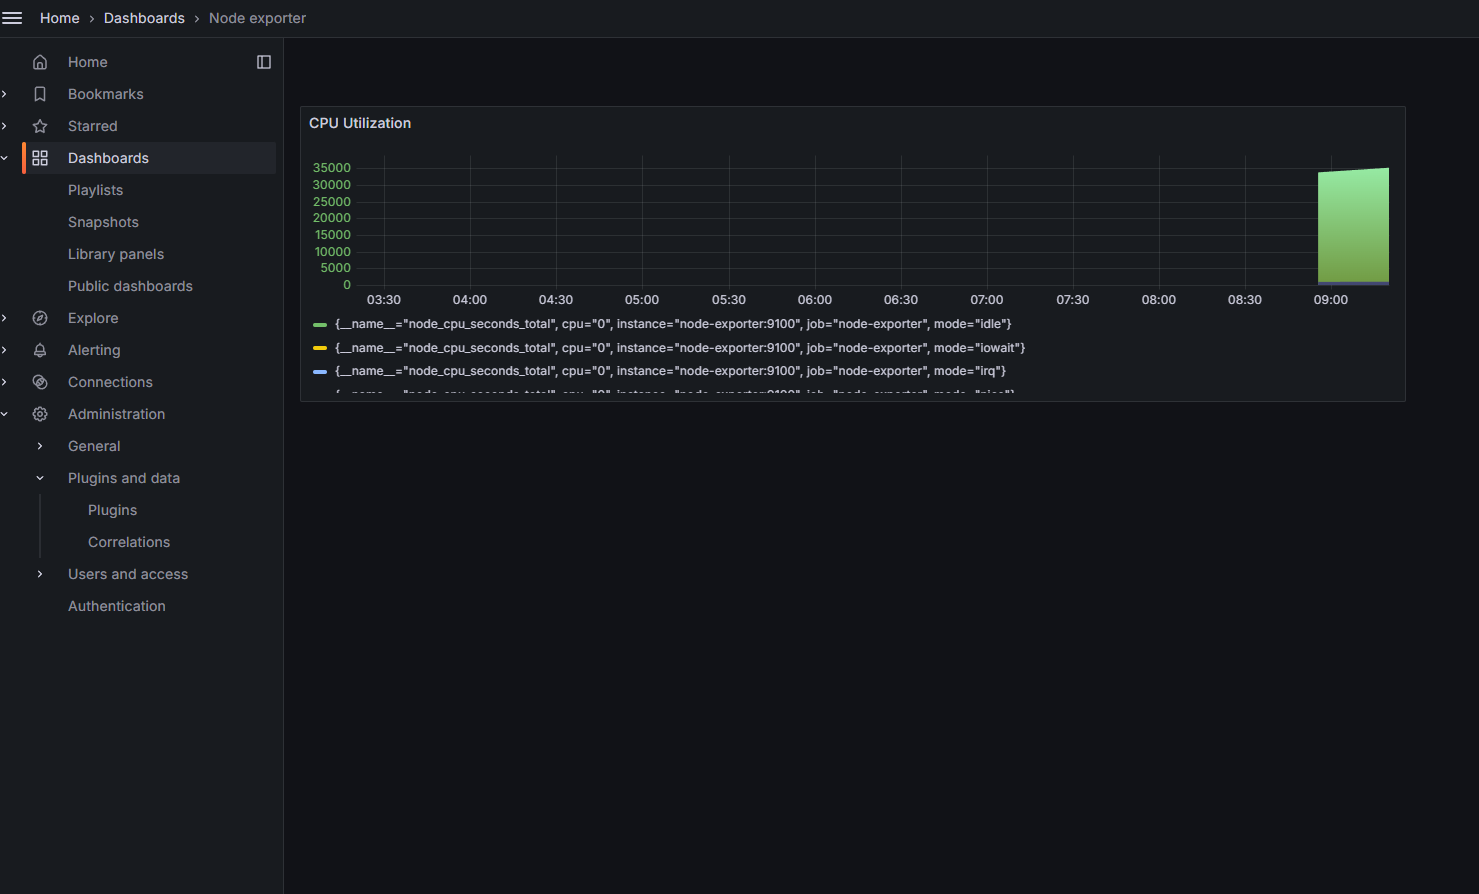 Home › Dashboards › Node exporter
Home
Bookmarks
Starred
Dashboards
Playlists
Snapshots
Library panels
Public dashboards
Explore
Alerting
Connections
Administration
General
Plugins and data
Plugins
Correlations
Users and access
Authentication
CPU Utilization
35000
30000
25000
20000
15000
10000
5000
0
03:30 04:00 04:30 05:00 05:30 06:00 06:30 07:00 07:30 08:00 08:30 09:00
{__name__="node_cpu_seconds_total", cpu="0", instance="node-exporter:9100", job="node-exporter", mode="idle"}
{__name__="node_cpu_seconds_total", cpu="0", instance="node-exporter:9100", job="node-exporter", mode="iowait"}
{__name__="node_cpu_seconds_total", cpu="0", instance="node-exporter:9100", job="node-exporter", mode="irq"}